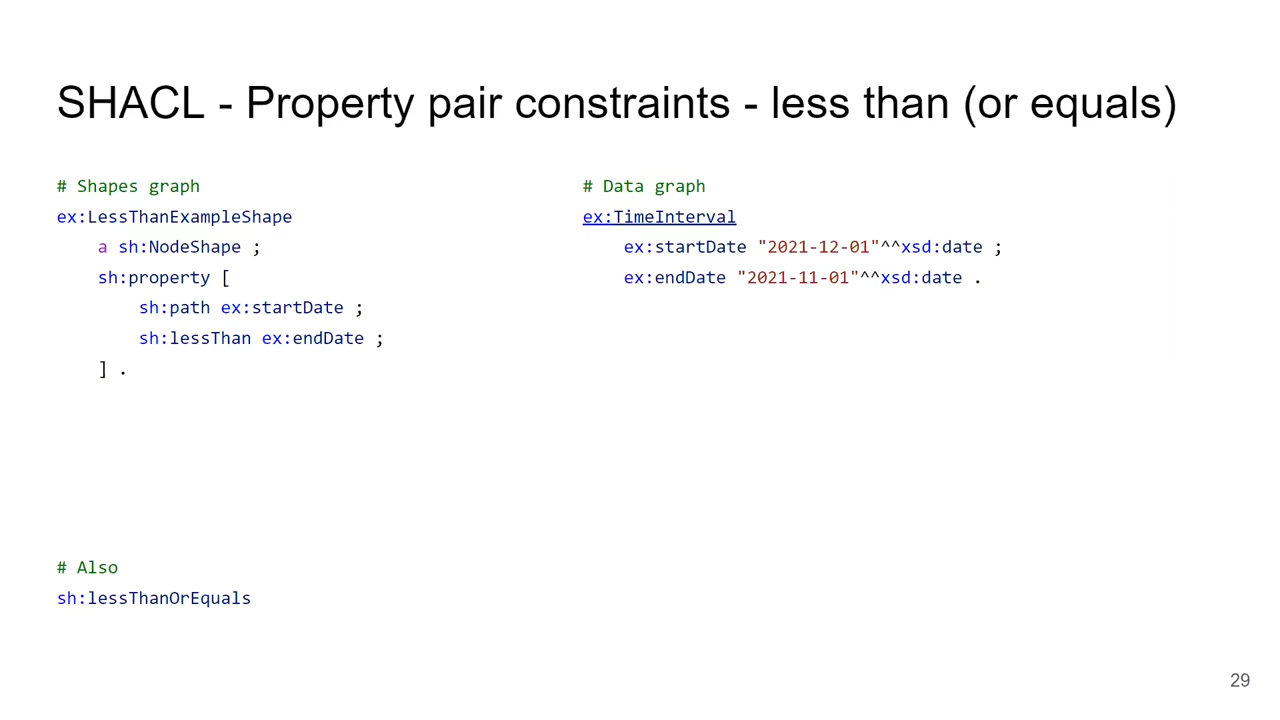 SHACL - Property pair constraints - less than (or equals)
# Shapes graph
ex:LessThanExampleShape
    a sh:NodeShape ;
    sh:property [
        sh:path ex:startDate ;
        sh:lessThan ex:endDate ;
    ] .
# Data graph
ex:TimeInterval
    ex:startDate "2021-12-01"^^xsd:date ;
    ex:endDate "2021-11-01"^^xsd:date .
# Also
sh:lessThanOrEquals
29